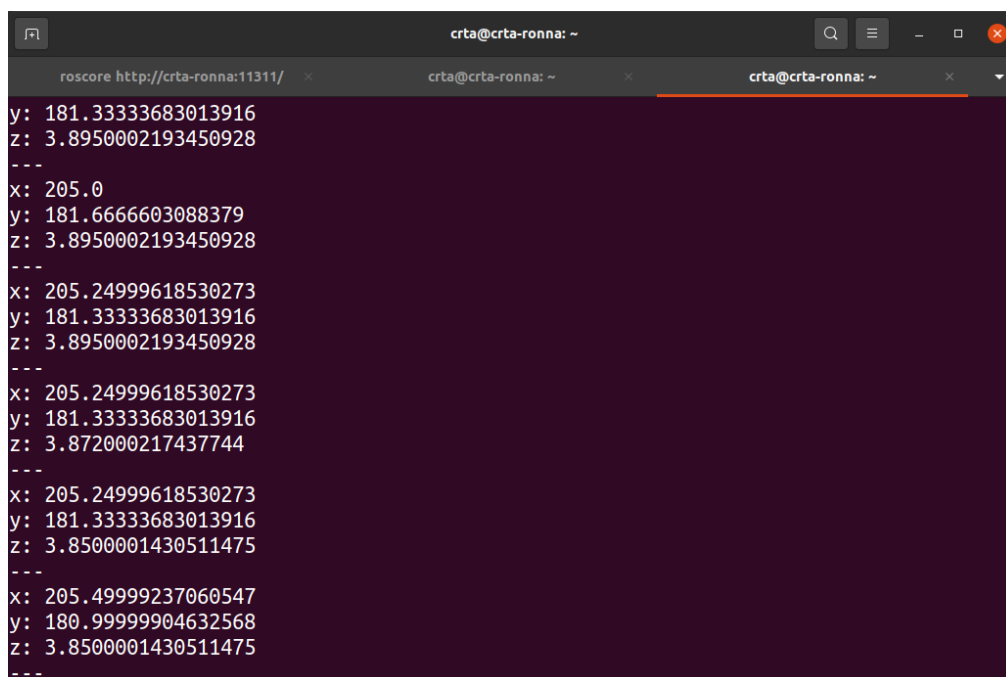 crta@crta-ronna: ~
roscore http://crta-ronna:11311/
crta@crta-ronna: ~
crta@crta-ronna: ~
y: 181.33333683013916
z: 3.8950002193450928
---
x: 205.0
y: 181.6666603088379
z: 3.8950002193450928
---
x: 205.24999618530273
y: 181.33333683013916
z: 3.8950002193450928
---
x: 205.24999618530273
y: 181.33333683013916
z: 3.872000217437744
---
x: 205.24999618530273
y: 181.33333683013916
z: 3.8500001430511475
---
x: 205.49999237060547
y: 180.99999904632568
z: 3.8500001430511475
---